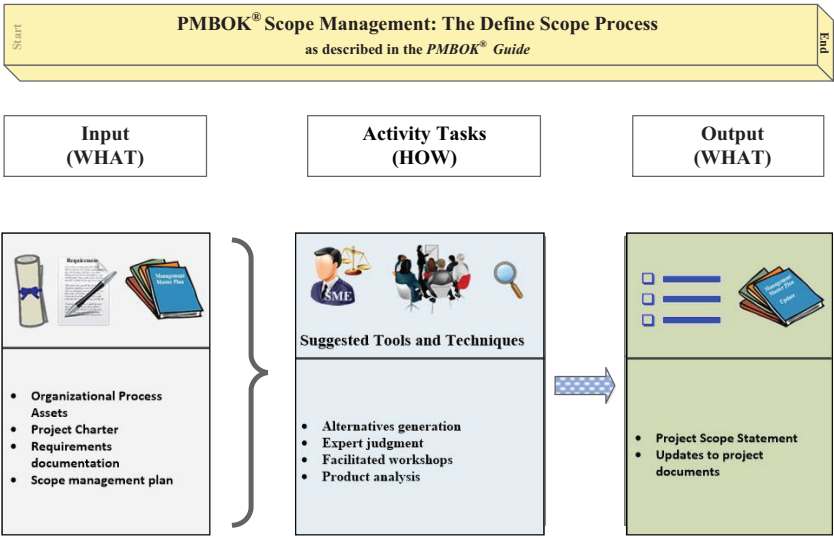 Start
PMBOK® Scope Management: The Define Scope Process
as described in the PMBOK® Guide
End
Input
(WHAT)
Activity Tasks
(HOW)
Output
(WHAT)
Requirement
Management
Master Plan
SME
Suggested Tools and Techniques
Management
Master Plan
Update
• Organizational Process
Assets
• Project Charter
• Requirements
documentation
• Scope management plan
• Alternatives generation
• Expert judgment
• Facilitated workshops
• Product analysis
• Project Scope Statement
• Updates to project
documents